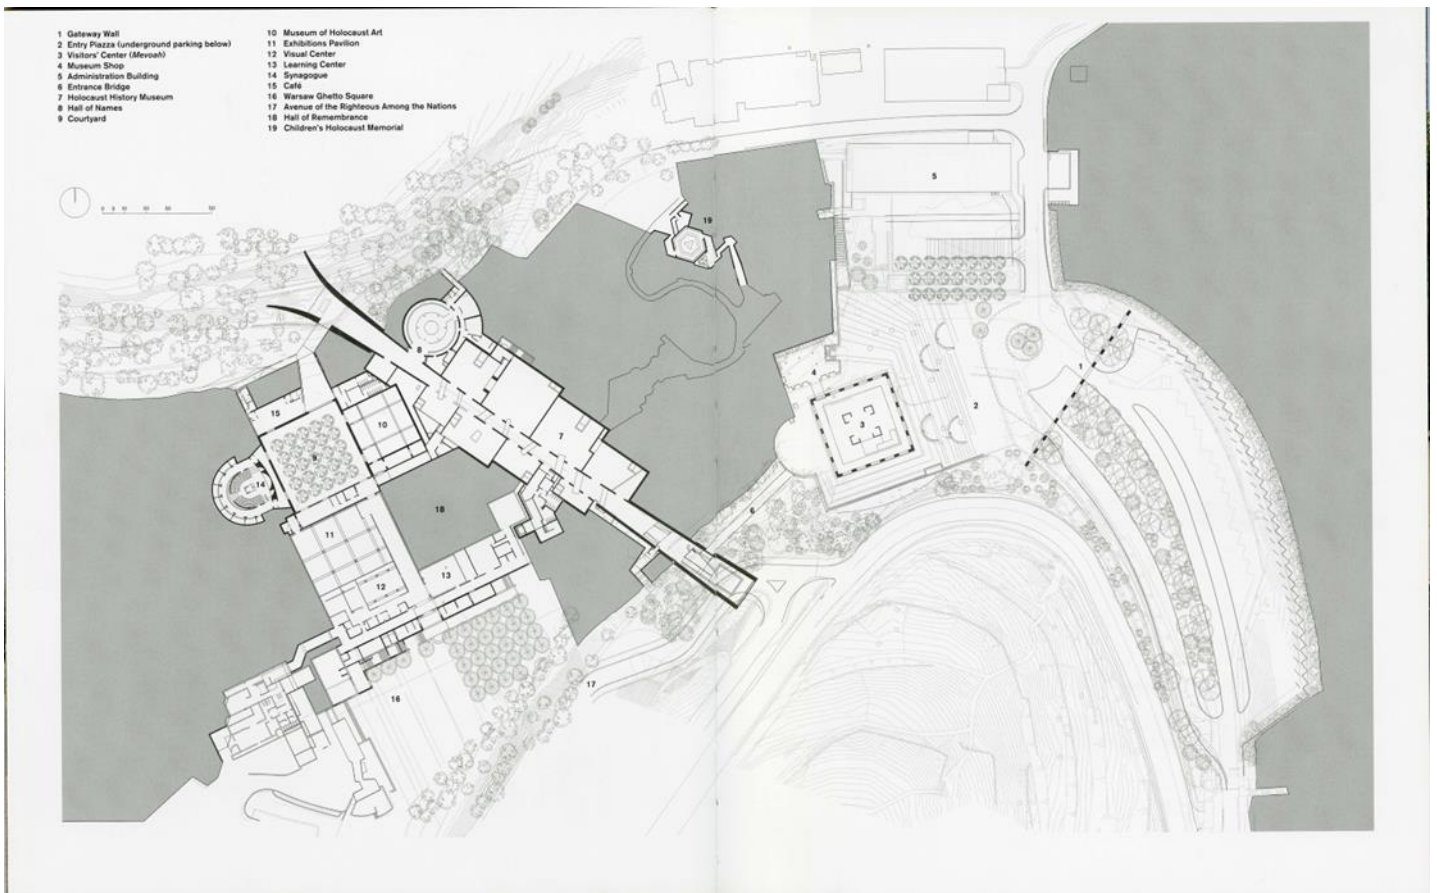 1 Gateway Wall
2 Entry Piazza (underground parking below)
3 Visitors' Center (Mevoah)
4 Museum Shop
5 Administration Building
6 Entrance Bridge
7 Holocaust History Museum
8 Hall of Names
9 Courtyard
10 Museum of Holocaust Art
11 Exhibitions Pavilion
12 Visual Center
13 Learning Center
14 Synagogue
15 Café
16 Warsaw Ghetto Square
17 Avenue of the Righteous Among the Nations
18 Hall of Remembrance
19 Children's Holocaust Memorial
5
19
8
4
1
15
10
3
2
9
7
14
18
6
11
13
12
17
16